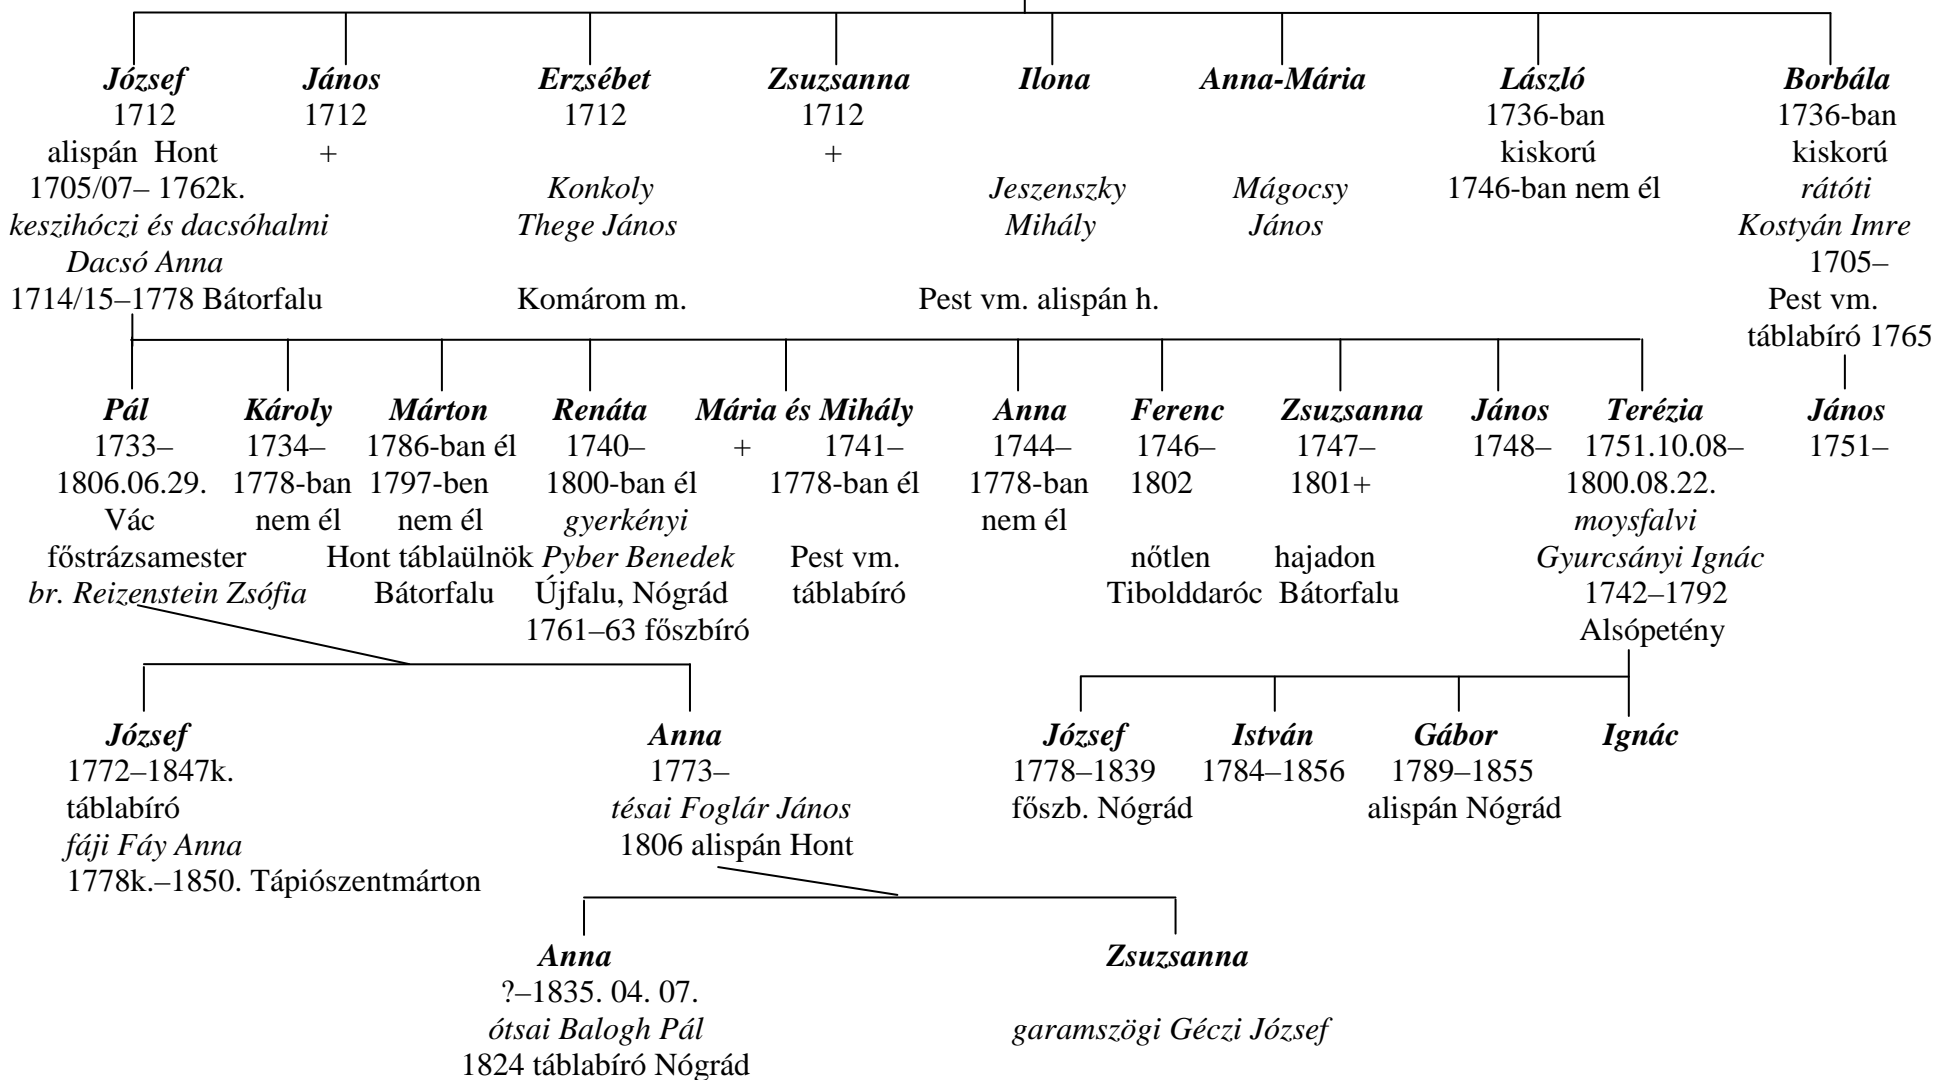 József János Erzsébet Zsuzsanna Ilona Anna-Mária László Borbála
1712 1712 1712 1712 1736-ban 1736-ban
alispán Hont + + kiskorú kiskorú
1705/07– 1762k. Konkoly Jeszenszky Mágocsy 1746-ban nem él rátóti
keszihóczi és dacsóhalmi Thege János Mihály János Kostyán Imre
Dacsó Anna 1705–
1714/15–1778 Bátorfalu Komárom m. Pest vm. alispán h. Pest vm.
táblabíró 1765
Pál Károly Márton Renáta Mária és Mihály Anna Ferenc Zsuzsanna János Terézia János
1733– 1734– 1786-ban él 1740– + 1741– 1744– 1746– 1747– 1748– 1751.10.08– 1751–
1806.06.29. 1778-ban 1797-ben 1800-ban él 1778-ban él 1778-ban 1802 1801+ 1800.08.22.
Vác nem él nem él gyerkényi nem él moysfalvi
főstrázsamester Hont táblaülnök Pyber Benedek Pest vm. nőtlen hajadon Gyurcsányi Ignác
br. Reizenstein Zsófia Bátorfalu Újfalu, Nógrád táblabíró Tibolddaróc Bátorfalu 1742–1792
1761–63 főszbíró Alsópetény
József Anna József István Gábor Ignác
1772–1847k. 1773– 1778–1839 1784–1856 1789–1855
táblabíró tésai Foglár János főszb. Nógrád alispán Nógrád
fáji Fáy Anna 1806 alispán Hont
1778k.–1850. Tápiószentmárton
Anna Zsuzsanna
?–1835. 04. 07.
ótsai Balogh Pál garamszögi Géczi József
1824 táblabíró Nógrád